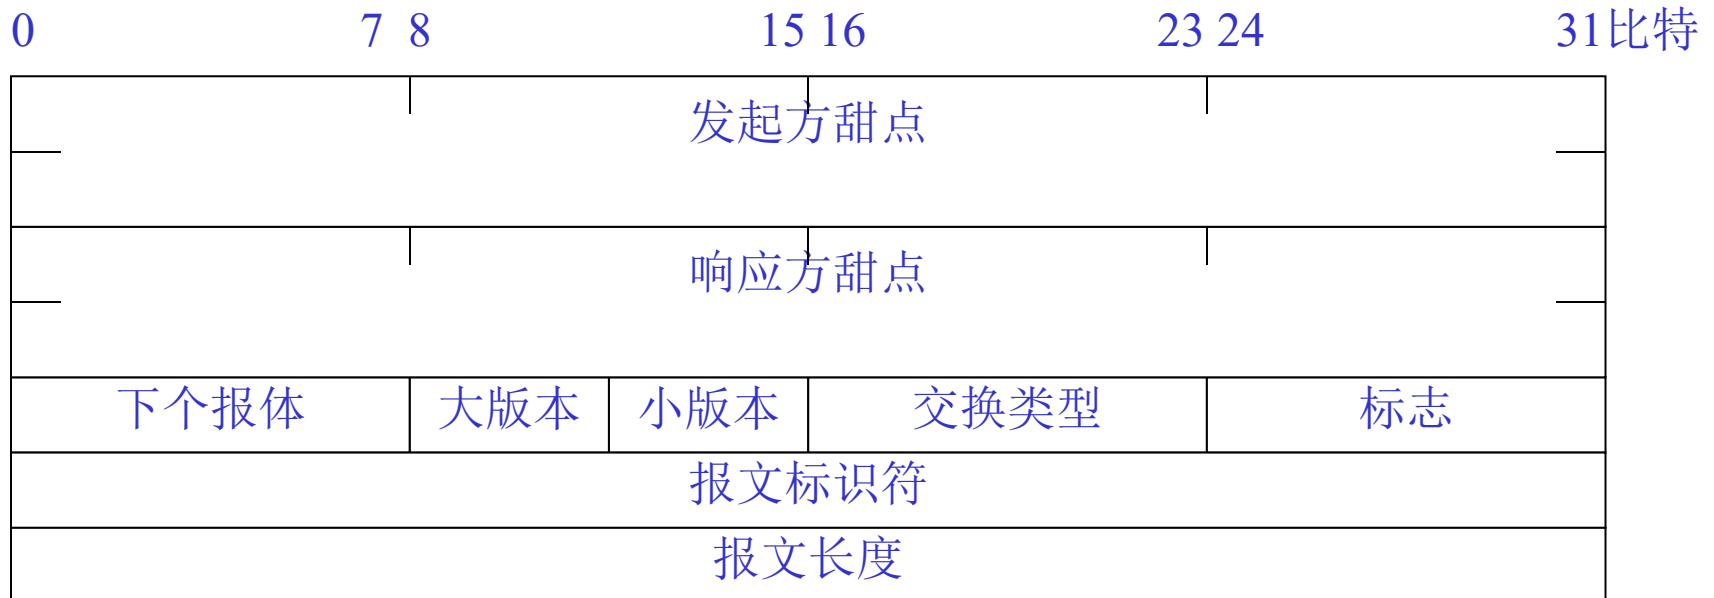 0 7 8 15 16 23 24 31比特
发起方甜点
响应方甜点
下个报体 大版本 小版本 交换类型 标志
报文标识符
报文长度